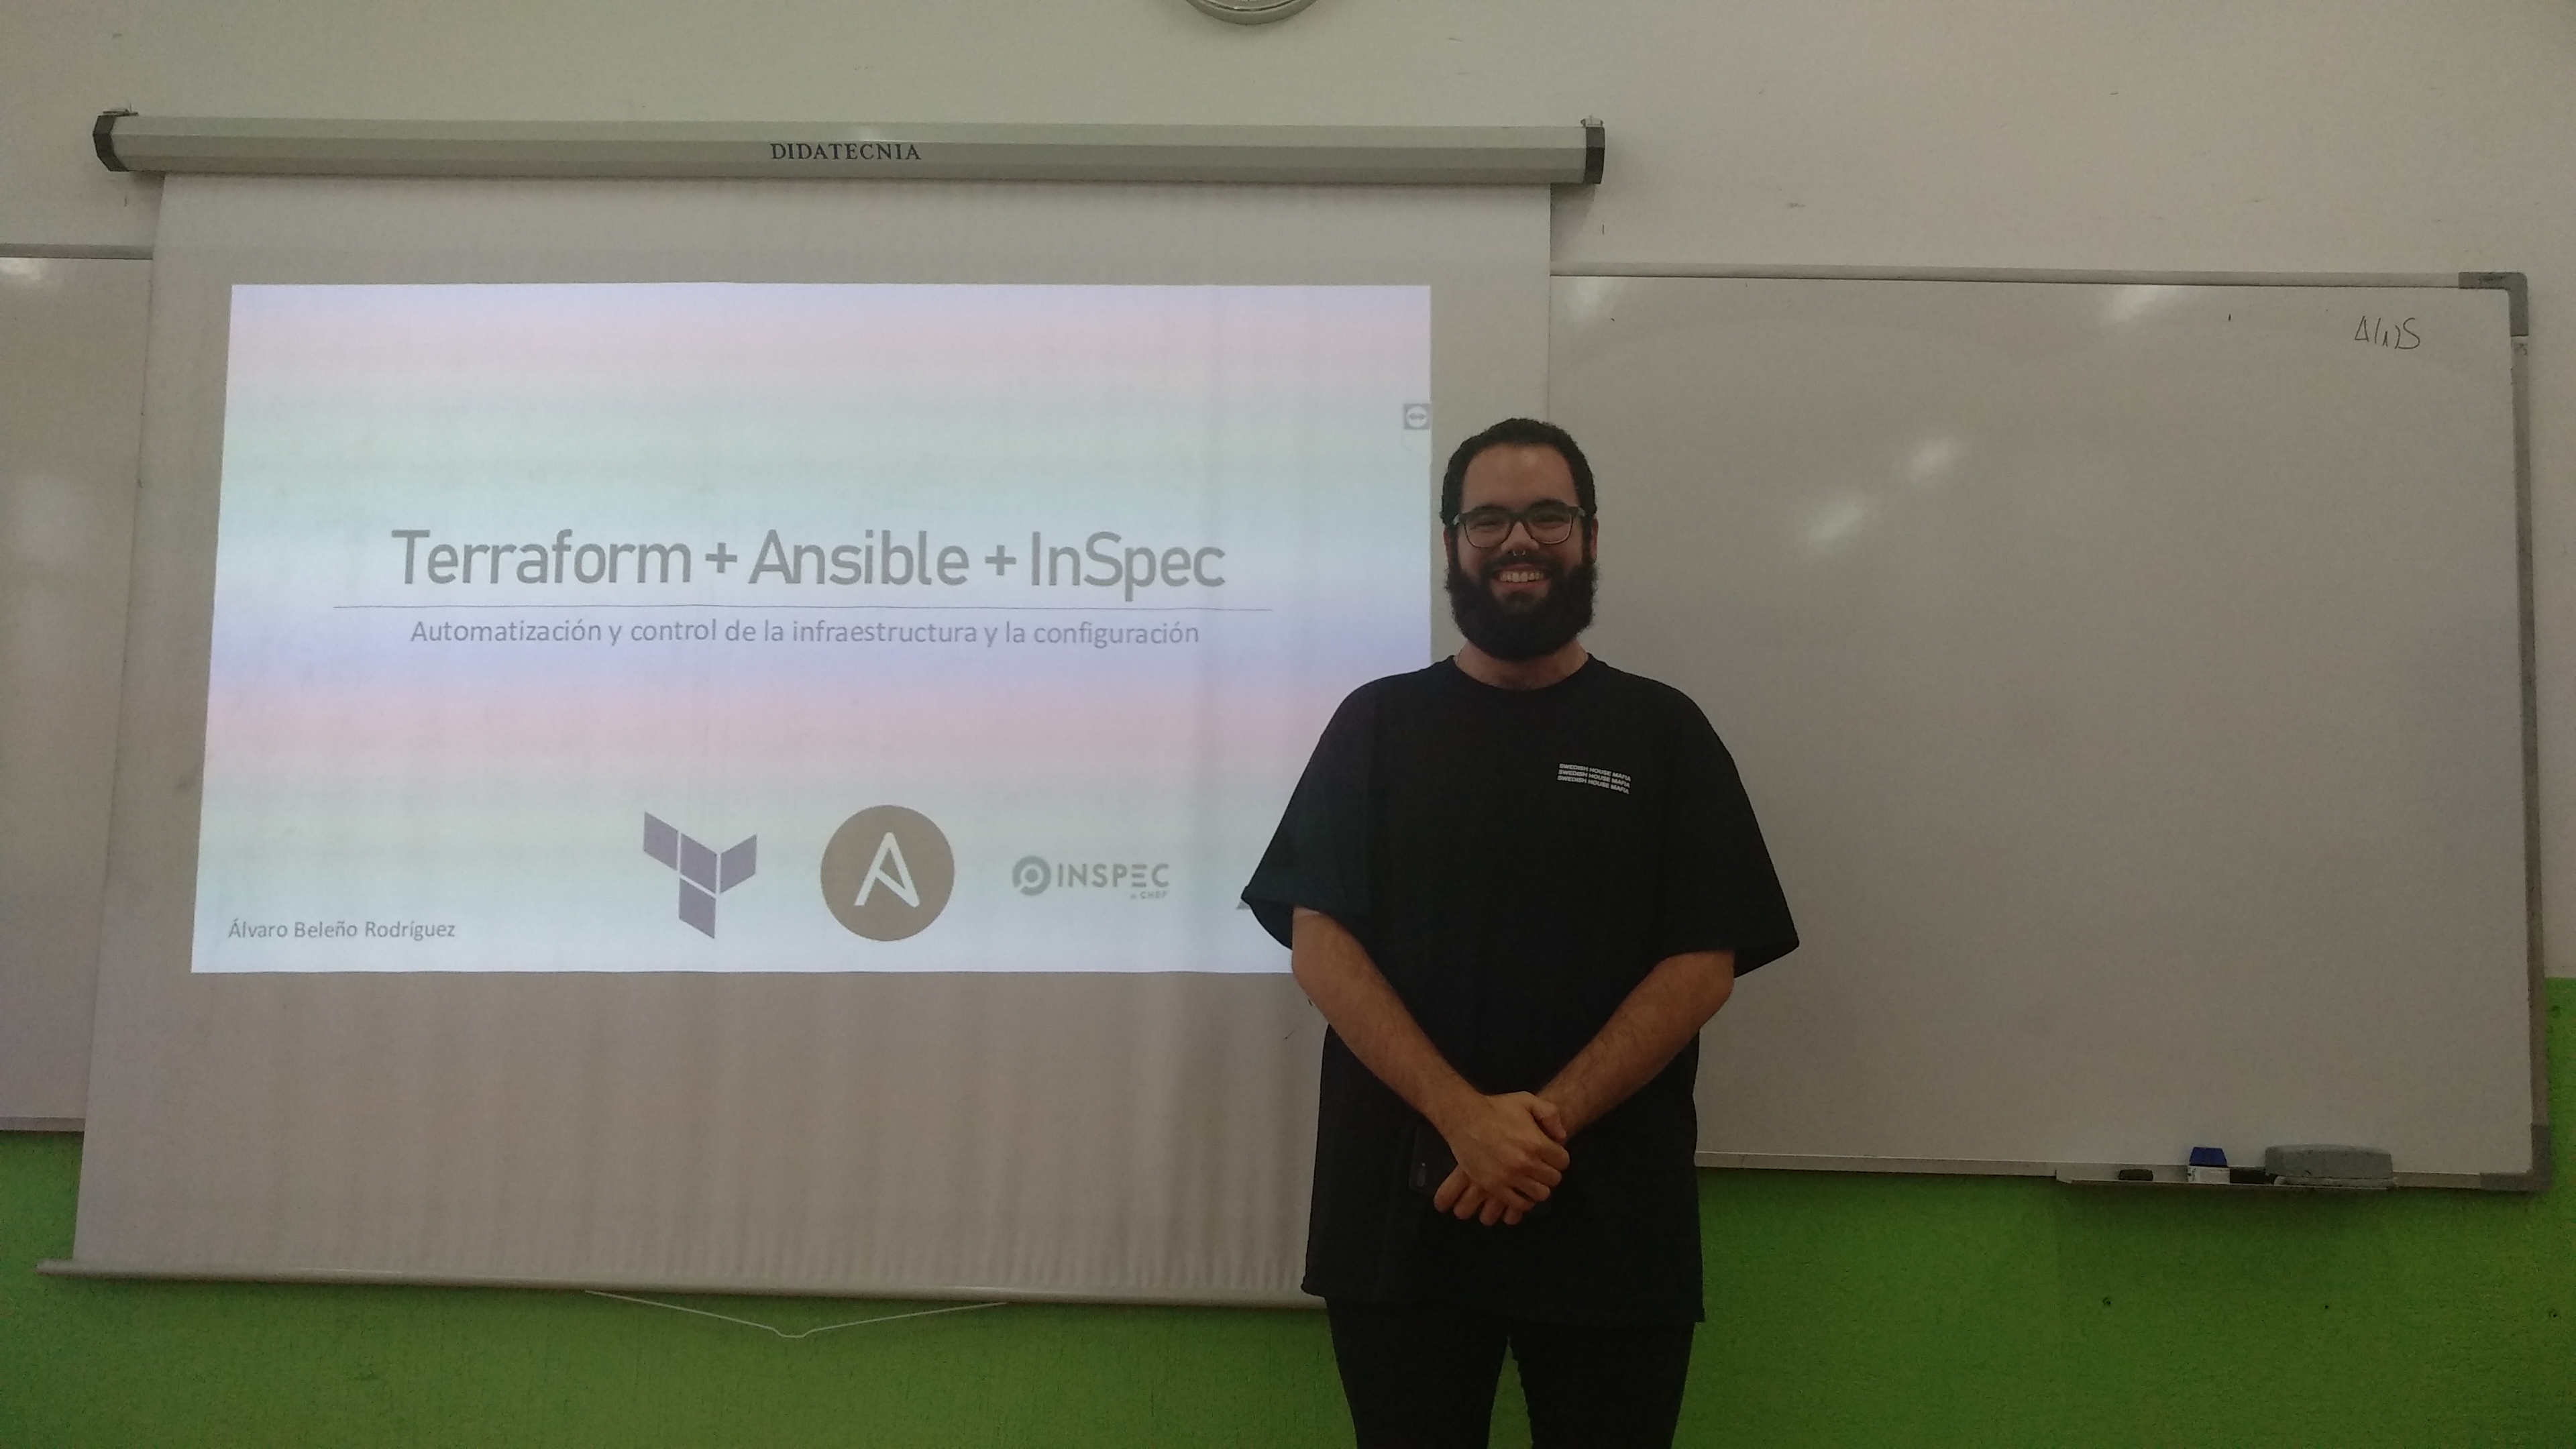 DIDATECNIA
Terraform + Ansible + InSpec
Automatización y control de la infraestructura y la configuración
INSPEC
Álvaro Beleño Rodríguez
SWEDISH HOUSE MAFIA
SWEDISH HOUSE MAFIA
SWEDISH HOUSE MAFIA